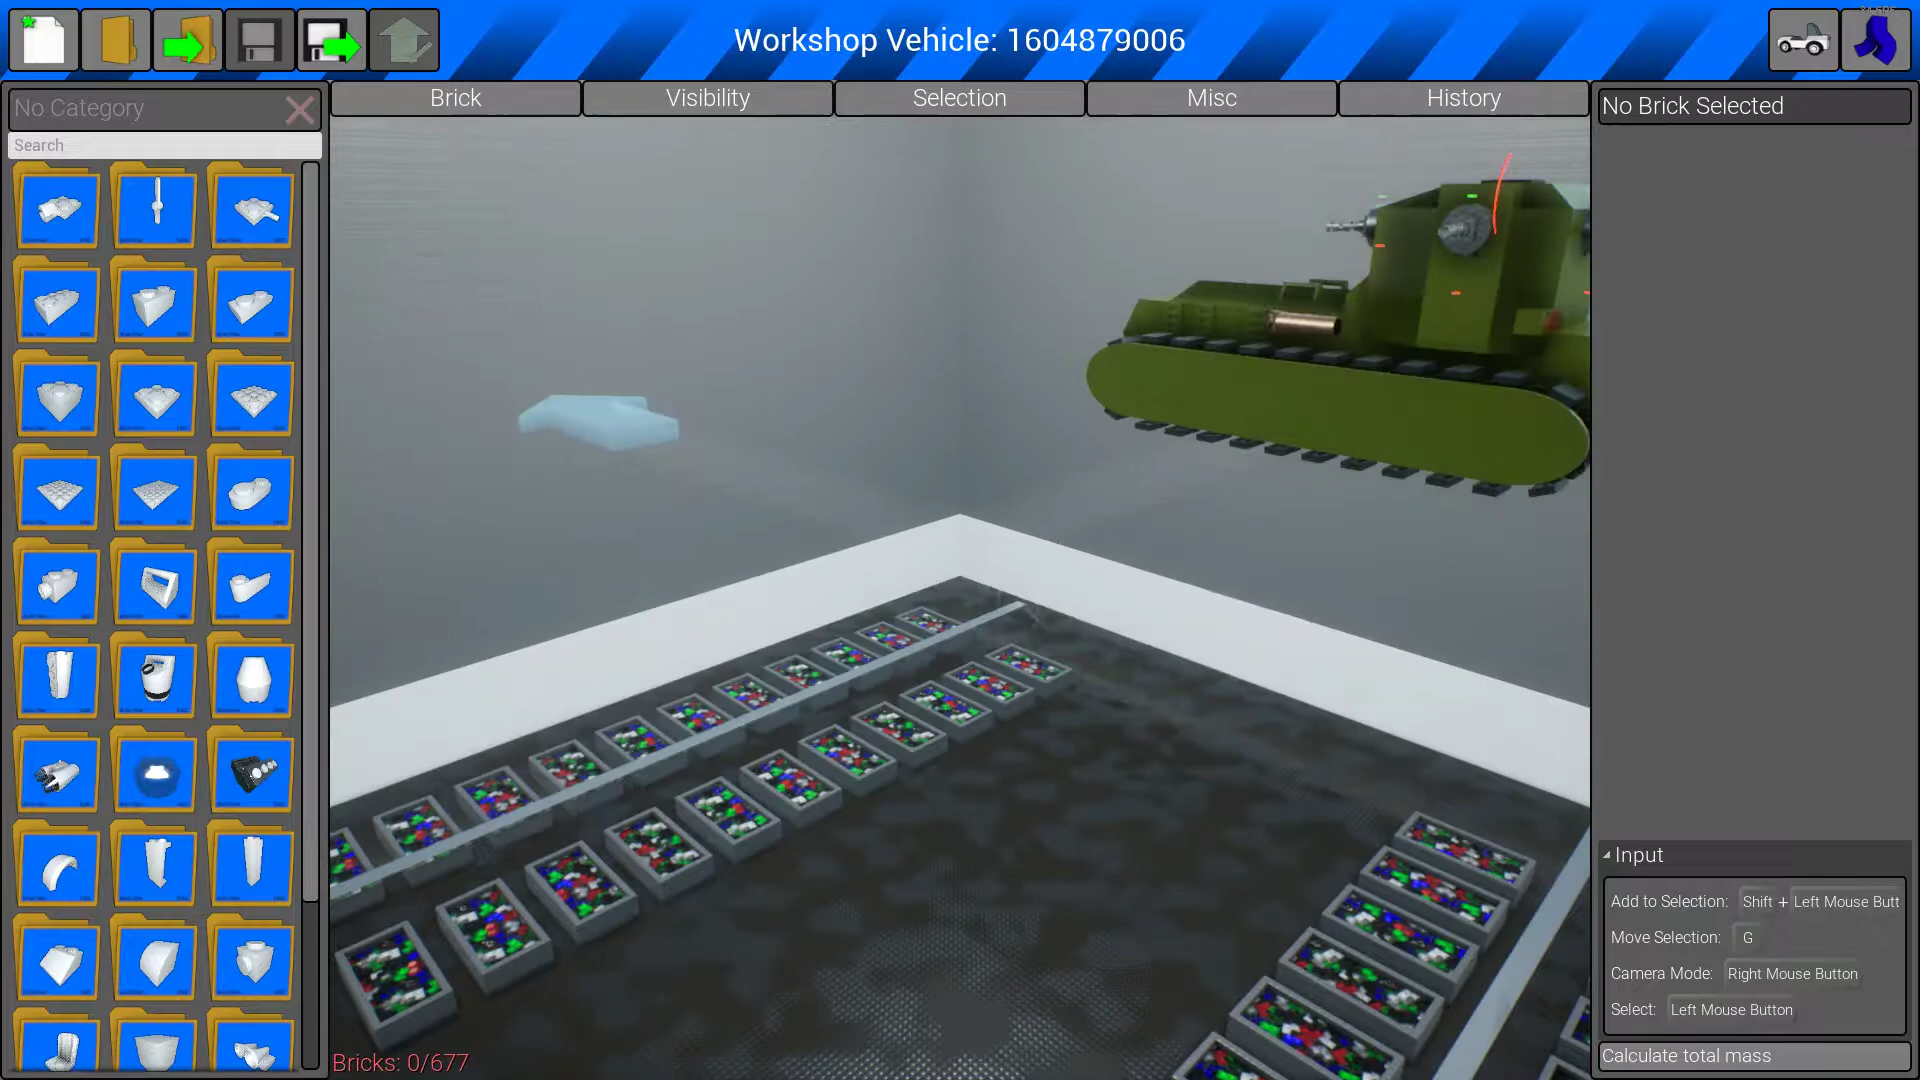 Workshop Vehicle: 1604879006
No Category
Search
Brick
Visibility
Selection
Misc
History
No Brick Selected
Input
Add to Selection: Shift + Left Mouse Butt
Move Selection: G
Camera Mode: Right Mouse Button
Select: Left Mouse Button
Calculate total mass
Bricks: 0/677